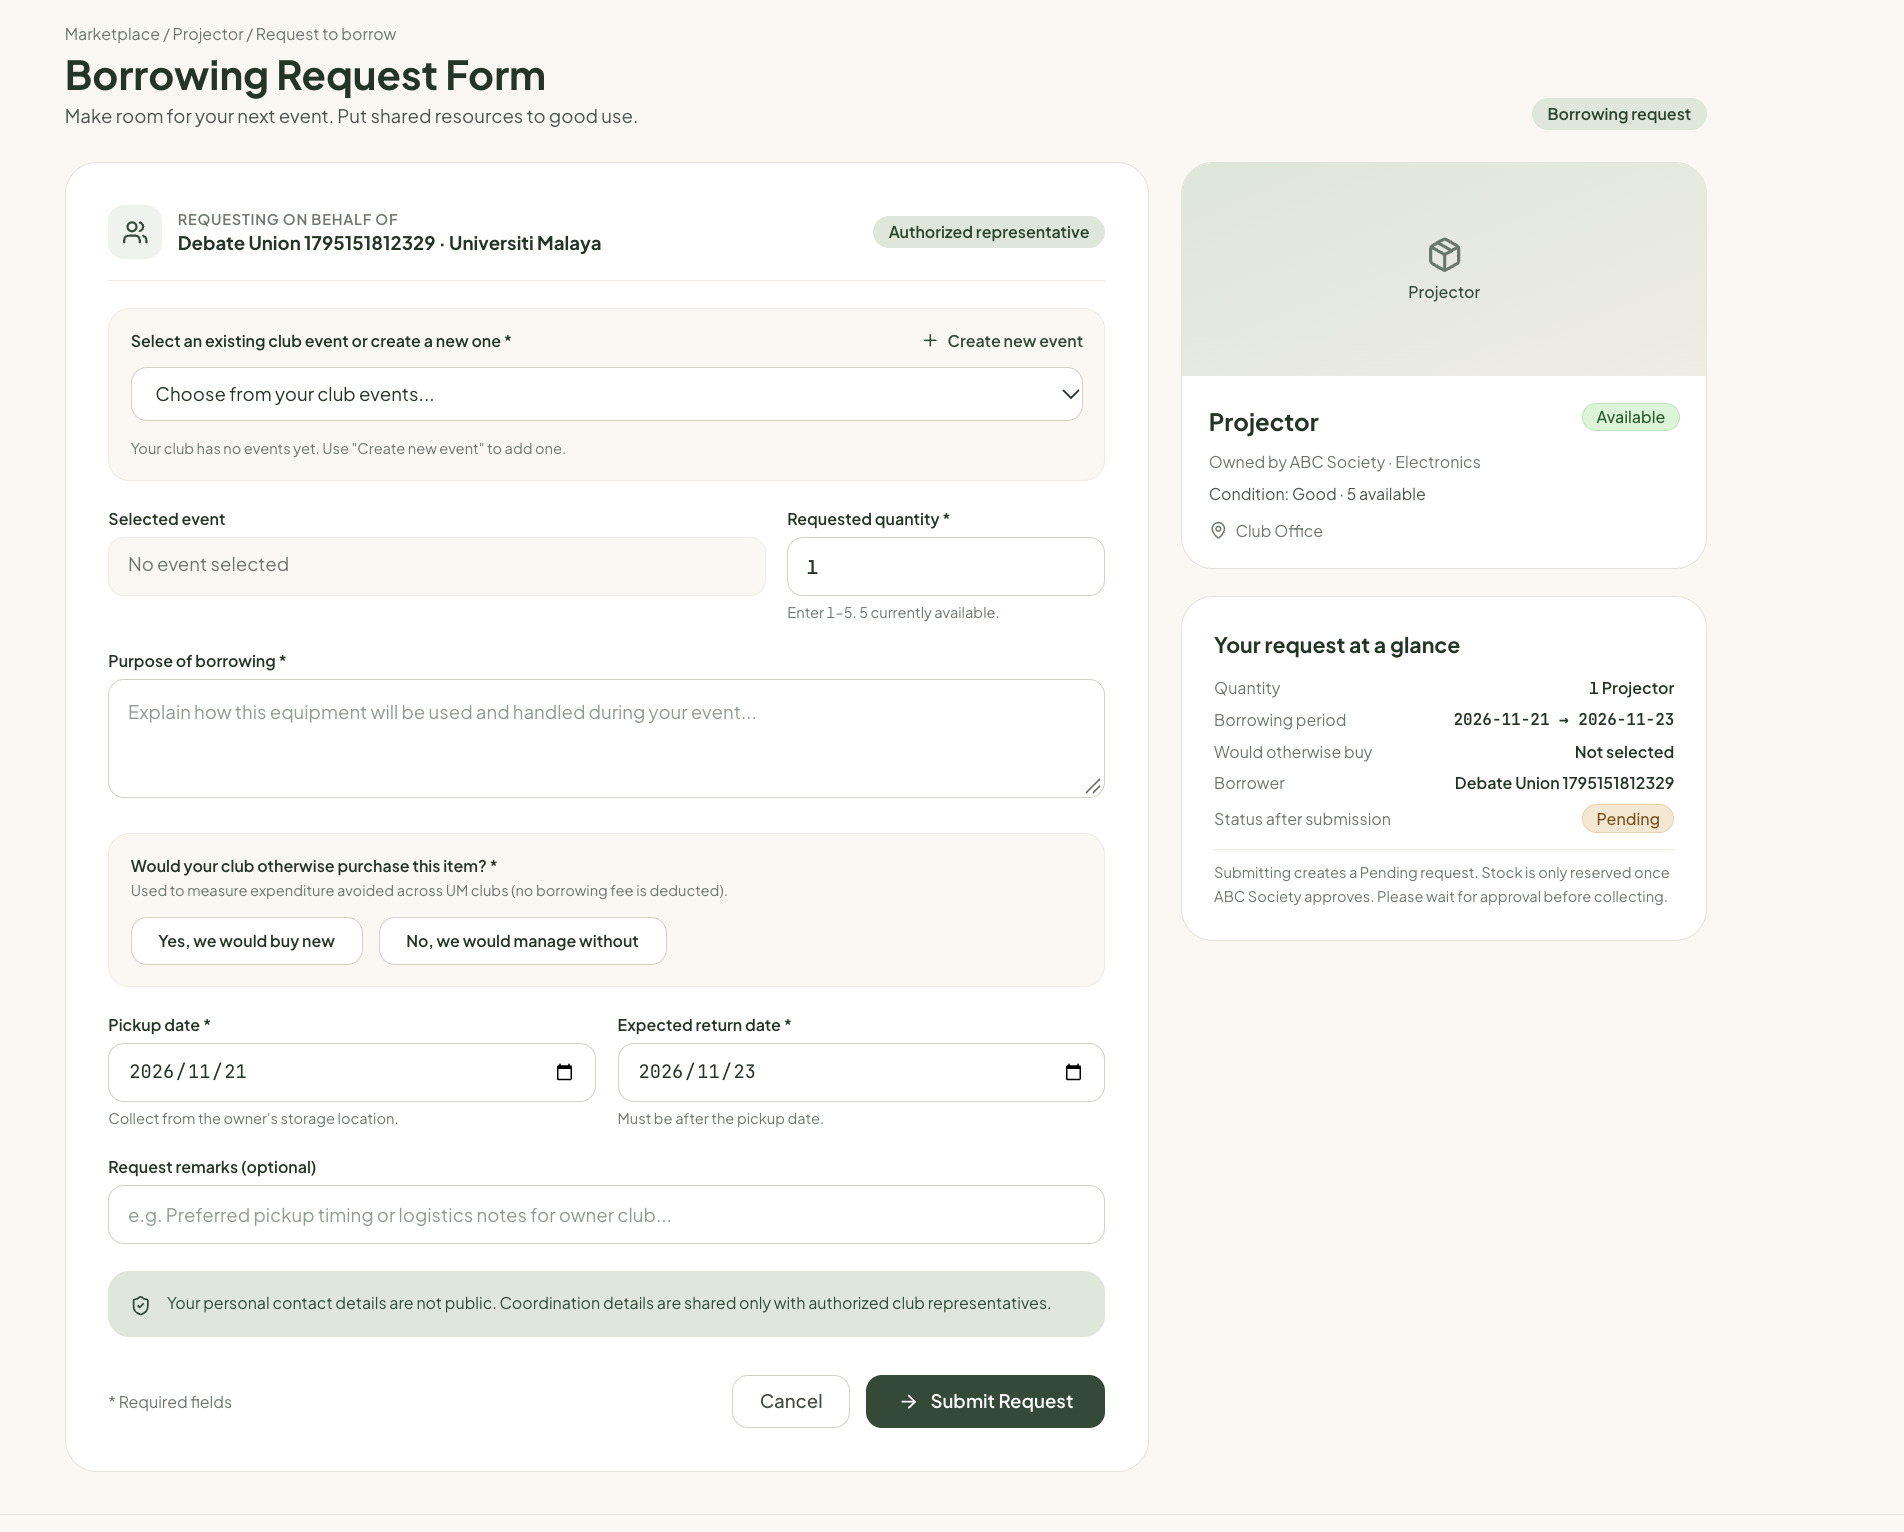 Marketplace / Projector / Request to borrow
Borrowing Request Form
Make room for your next event. Put shared resources to good use.
Borrowing request
REQUESTING ON BEHALF OF
Debate Union 1795151812329 · Universiti Malaya
Authorized representative
Select an existing club event or create a new one *
Create new event
Choose from your club events...
Your club has no events yet. Use "Create new event" to add one.
Selected event
No event selected
Requested quantity *
1
Enter 1–5. 5 currently available.
Purpose of borrowing *
Explain how this equipment will be used and handled during your event...
Would your club otherwise purchase this item? *
Used to measure expenditure avoided across UM clubs (no borrowing fee is deducted).
Yes, we would buy new
No, we would manage without
Pickup date *
2026/11/21
Collect from the owner's storage location.
Expected return date *
2026/11/23
Must be after the pickup date.
Request remarks (optional)
e.g. Preferred pickup timing or logistics notes for owner club...
Your personal contact details are not public. Coordination details are shared only with authorized club representatives.
* Required fields
Cancel
→ Submit Request
Projector
Projector
Available
Owned by ABC Society · Electronics
Condition: Good · 5 available
Club Office
Your request at a glance
Quantity
1 Projector
Borrowing period
2026-11-21 → 2026-11-23
Would otherwise buy
Not selected
Borrower
Debate Union 1795151812329
Status after submission
Pending
Submitting creates a Pending request. Stock is only reserved once
ABC Society approves. Please wait for approval before collecting.